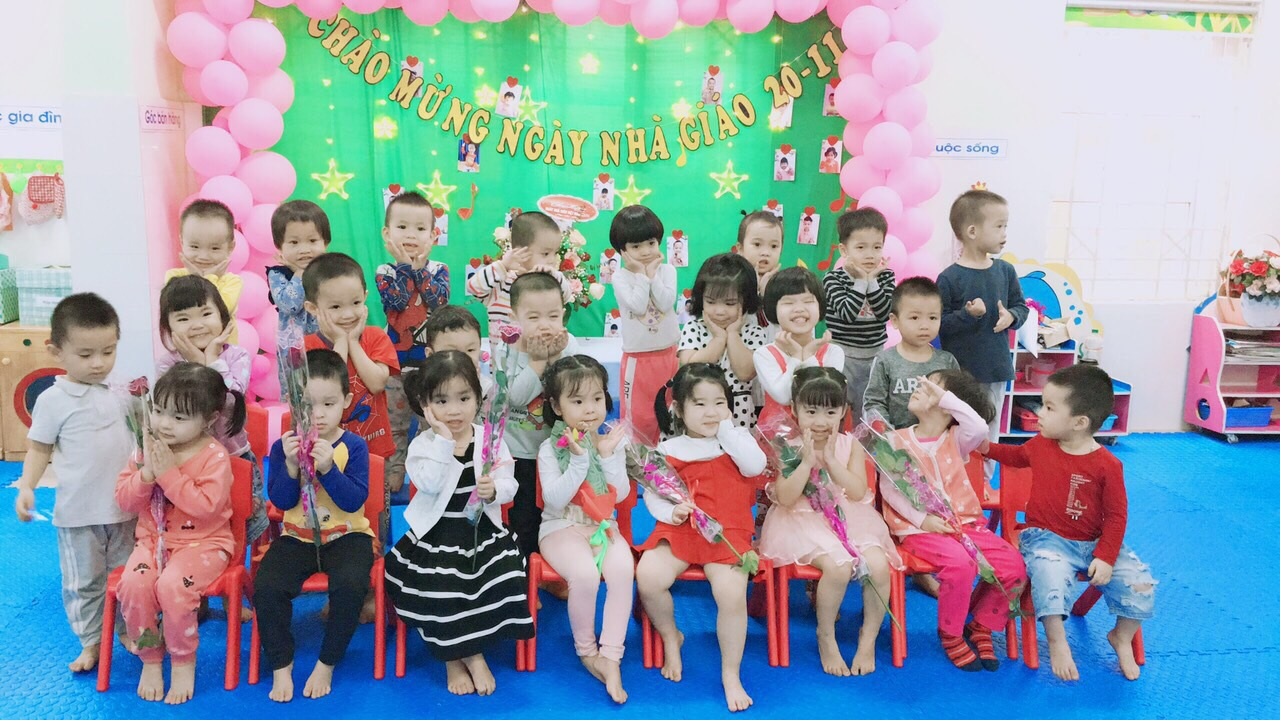 CHÀO MỪNG NGÀY NHÀ GIÁO 20-11
c gia đìn
Góc bán hàng
uộc sống